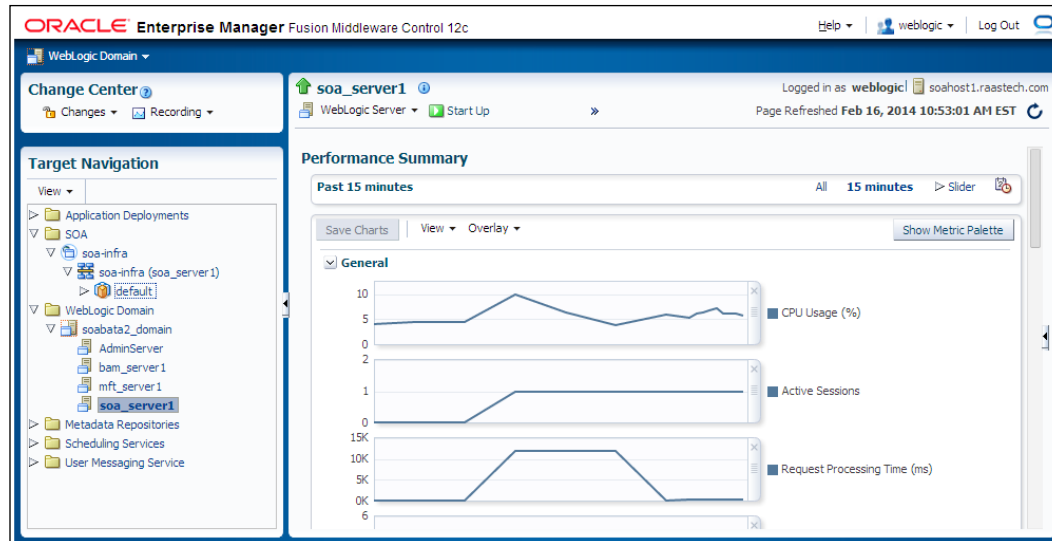 ORACLE Enterprise Manager Fusion Middleware Control 12c
Help weblogic Log Out
WebLogic Domain
Change Center
Changes Recording
soa_server1
Logged in as weblogic soahost1.raastech.com
WebLogic Server Start Up »
Page Refreshed Feb 16, 2014 10:53:01 AM EST
Target Navigation
View
Application Deployments
SOA
soa-infra
soa-infra (soa_server1)
default
WebLogic Domain
soabata2_domain
AdminServer
bam_server1
mft_server1
soa_server1
Metadata Repositories
Scheduling Services
User Messaging Service
Performance Summary
Past 15 minutes
All 15 minutes Slider
Save Charts View Overlay
Show Metric Palette
General
10
5
0
CPU Usage (%)
2
1
0
Active Sessions
15K
10K
5K
0K
Request Processing Time (ms)
6